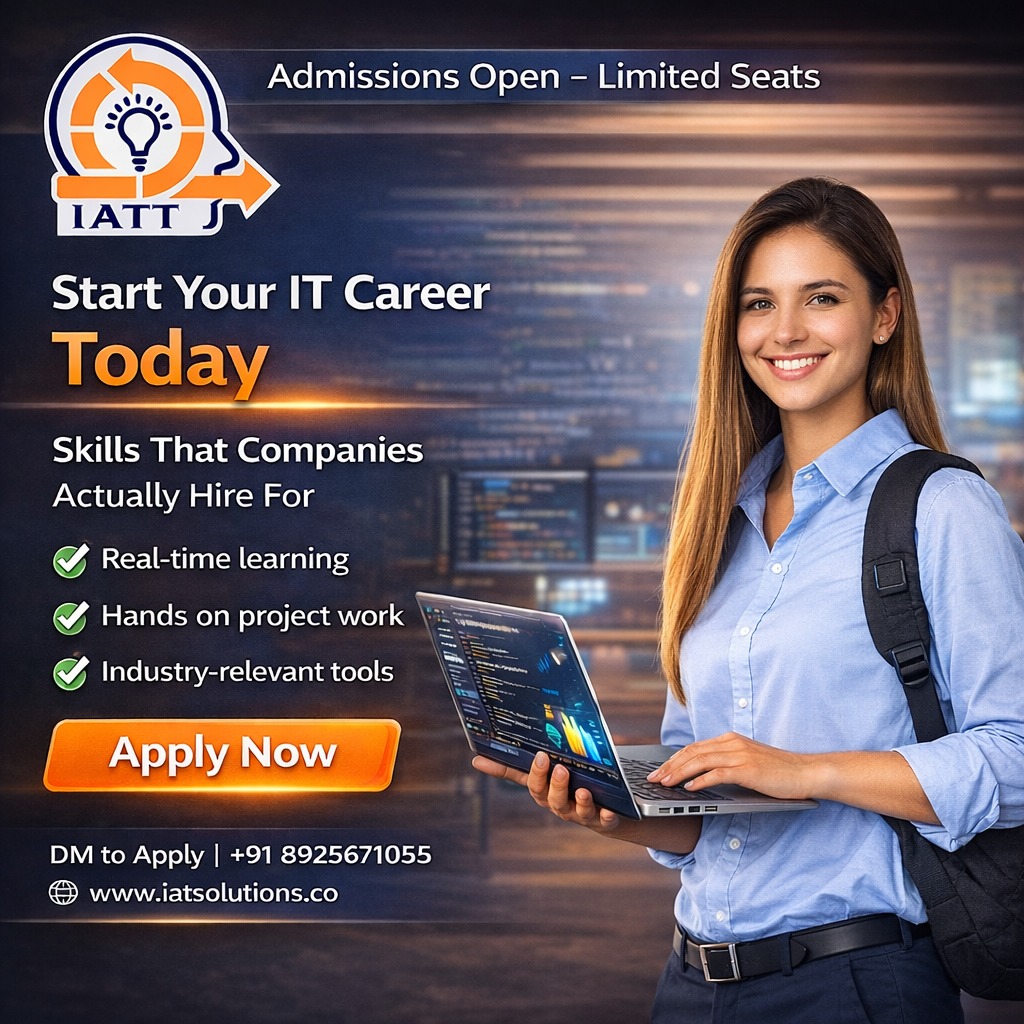 Admissions Open – Limited Seats
IATT S
Start Your IT Career
Today
Skills That Companies
Actually Hire For
Real-time learning
Hands on project work
Industry-relevant tools
Apply Now
DM to Apply | +91 8925671055
www.iatsolutions.co